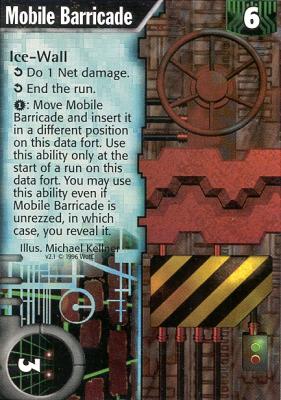 Mobile Barricade
6
Ice-Wall
Do 1 Net damage.
End the run.
1: Move Mobile
Barricade and insert it
in a different position
on this data fort. Use
this ability only at the
start of a run on this
data fort. You may use
this ability even if
Mobile Barricade is
unrezzed, in which
case, you reveal it.
Illus. Michael Kellner
v2.1 © 1996 WotC
3